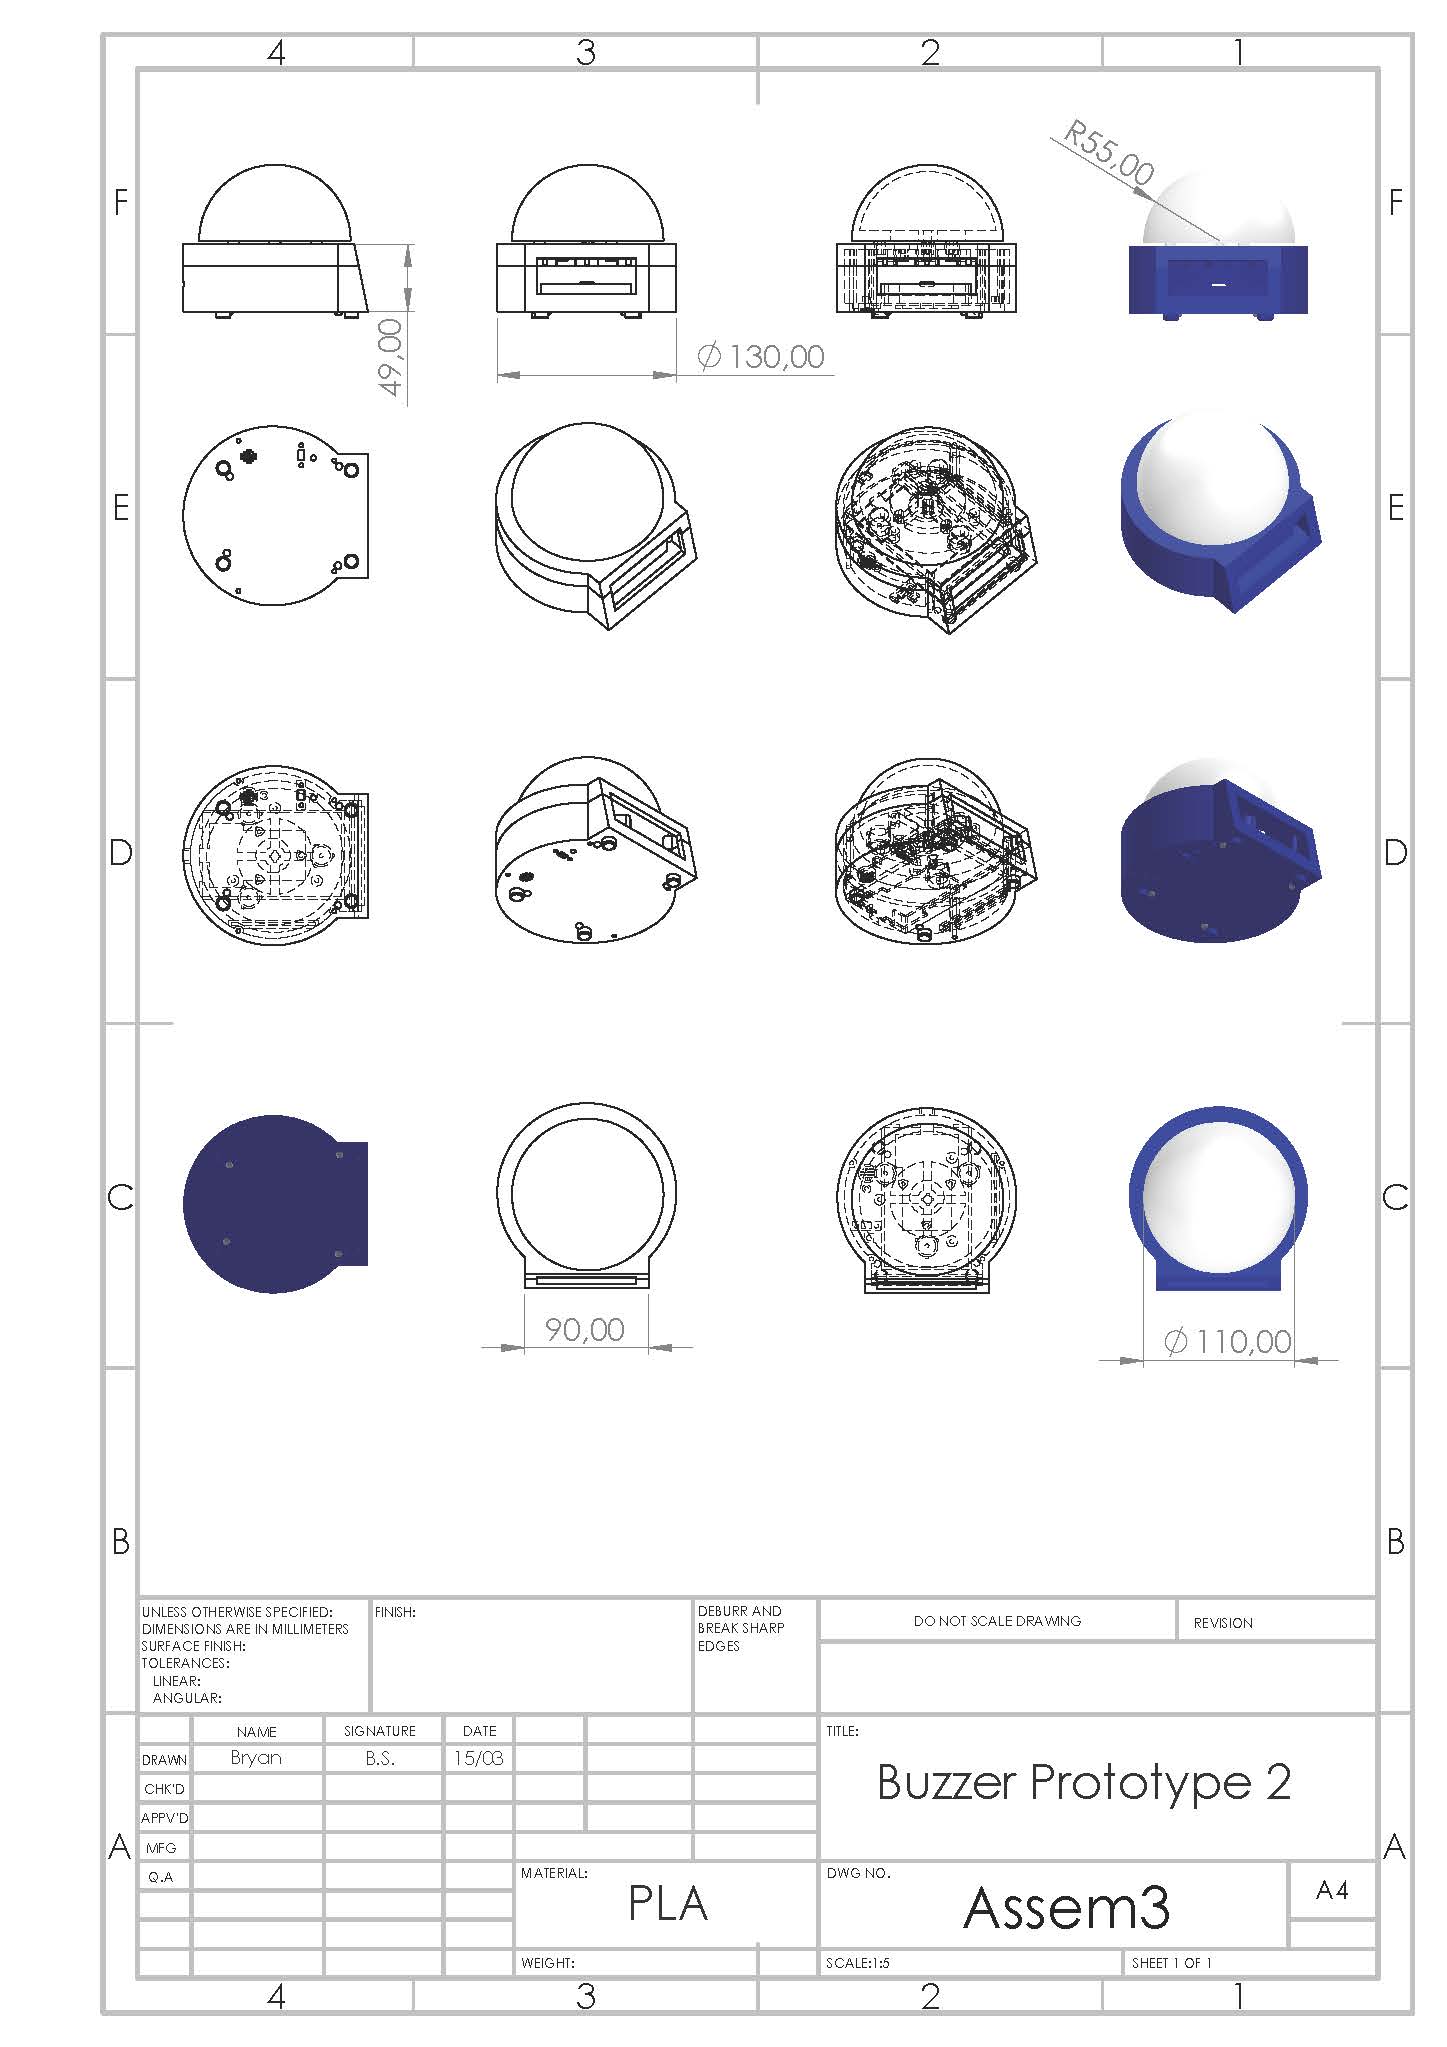 4 3 2 1
F F
R55,00
49,00
Ø 130,00
E E
D D
C C
90,00
Ø 110,00
B B
UNLESS OTHERWISE SPECIFIED:
DIMENSIONS ARE IN MILLIMETERS
SURFACE FINISH:
TOLERANCES:
LINEAR:
ANGULAR:
FINISH:
DEBURR AND
BREAK SHARP
EDGES
DO NOT SCALE DRAWING
REVISION
NAME SIGNATURE DATE
DRAWN Bryan B.S. 15/03
CHK'D
APPV'D
MFG
Q.A
TITLE:
Buzzer Prototype 2
A A
MATERIAL:
PLA
DWG NO.
Assem3
A4
WEIGHT:
SCALE:1:5
SHEET 1 OF 1
4 3 2 1